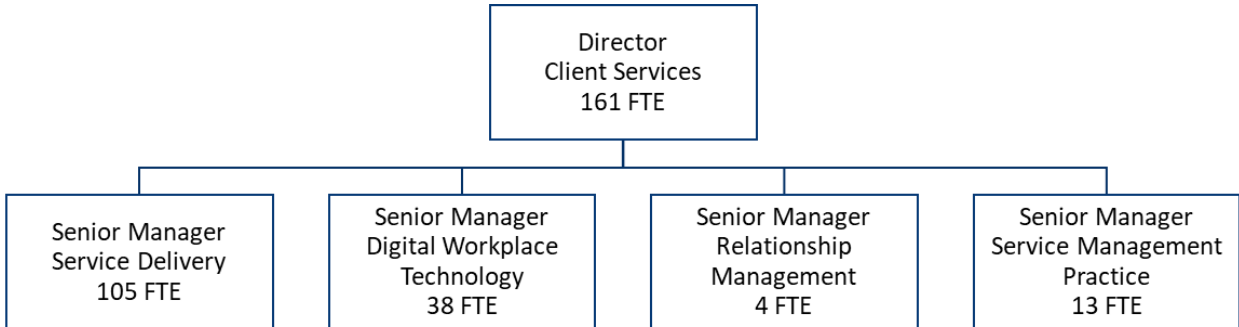 Director
Client Services
161 FTE
Senior Manager
Service Delivery
105 FTE
Senior Manager
Digital Workplace
Technology
38 FTE
Senior Manager
Relationship
Management
4 FTE
Senior Manager
Service Management
Practice
13 FTE